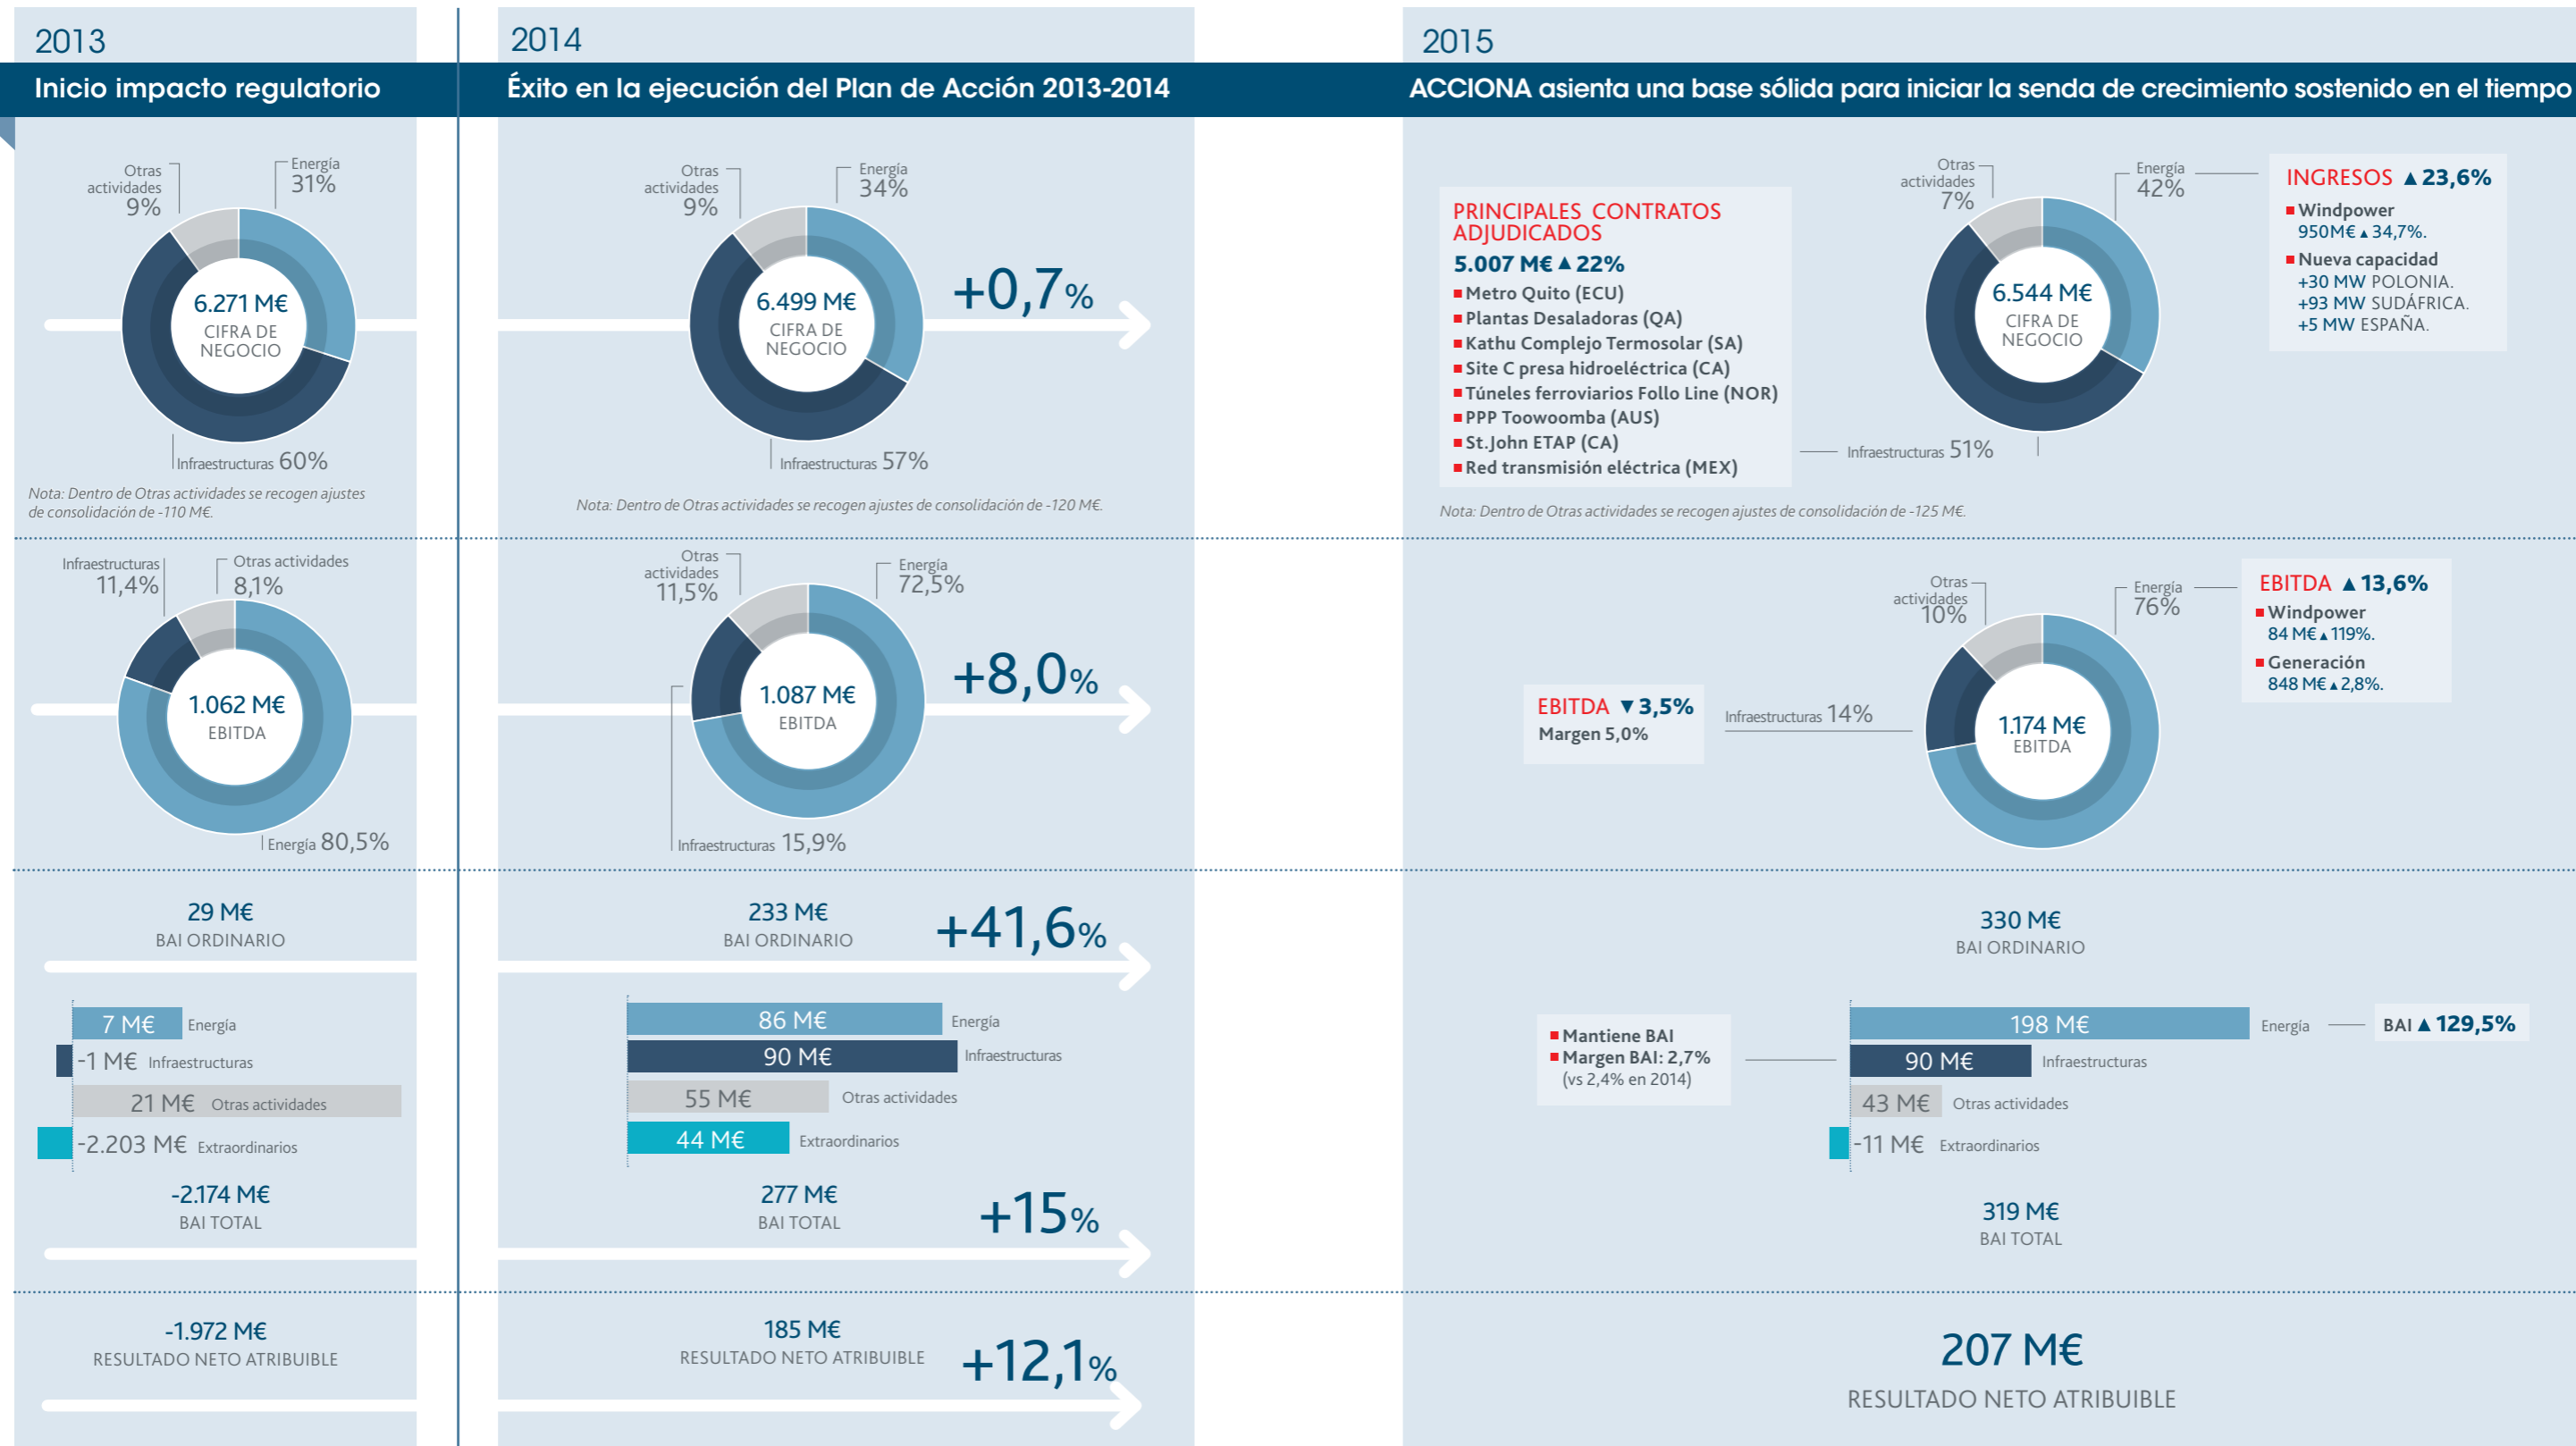 2013
Inicio impacto regulatorio
Otras
actividades
9%
Energía
31%
6.271 M€
CIFRA DE
NEGOCIO
Infraestructuras 60%
Nota: Dentro de Otras actividades se recogen ajustes
de consolidación de -110 M€.
Infraestructuras
11,4%
Otras actividades
8,1%
1.062 M€
EBITDA
Energía 80,5%
29 M€
BAI ORDINARIO
7 M€ Energía
-1 M€ Infraestructuras
21 M€ Otras actividades
-2.203 M€ Extraordinarios
-2.174 M€
BAI TOTAL
-1.972 M€
RESULTADO NETO ATRIBUIBLE
2014
Éxito en la ejecución del Plan de Acción 2013-2014
Otras
actividades
9%
Energía
34%
6.499 M€
CIFRA DE
NEGOCIO
+0,7%
Infraestructuras 57%
Nota: Dentro de Otras actividades se recogen ajustes de consolidación de -120 M€.
Otras
actividades
11,5%
Energía
72,5%
1.087 M€
EBITDA
+8,0%
Infraestructuras 15,9%
233 M€
BAI ORDINARIO
+41,6%
86 M€ Energía
90 M€ Infraestructuras
55 M€ Otras actividades
44 M€ Extraordinarios
277 M€
BAI TOTAL
+15%
185 M€
RESULTADO NETO ATRIBUIBLE
+12,1%
2015
ACCIONA asienta una base sólida para iniciar la senda de crecimiento sostenido en el tiempo
PRINCIPALES CONTRATOS
ADJUDICADOS
5.007 M€ ▲ 22%
Metro Quito (ECU)
Plantas Desaladoras (QA)
Kathu Complejo Termosolar (SA)
Site C presa hidroeléctrica (CA)
Túneles ferroviarios Follo Line (NOR)
PPP Toowoomba (AUS)
St.John ETAP (CA)
Red transmisión eléctrica (MEX)
Otras
actividades
7%
Energía
42%
6.544 M€
CIFRA DE
NEGOCIO
Infraestructuras 51%
INGRESOS ▲ 23,6%
Windpower
950M€ ▲ 34,7%.
Nueva capacidad
+30 MW POLONIA.
+93 MW SUDÁFRICA.
+5 MW ESPAÑA.
Nota: Dentro de Otras actividades se recogen ajustes de consolidación de -125 M€.
Otras
actividades
10%
Energía
76%
EBITDA ▲ 13,6%
Windpower
84 M€ ▲ 119%.
Generación
848 M€ ▲ 2,8%.
EBITDA ▼ 3,5%
Margen 5,0%
Infraestructuras 14%
1.174 M€
EBITDA
330 M€
BAI ORDINARIO
Mantiene BAI
Margen BAI: 2,7%
(vs 2,4% en 2014)
198 M€ Energía
BAI ▲ 129,5%
90 M€ Infraestructuras
43 M€ Otras actividades
-11 M€ Extraordinarios
319 M€
BAI TOTAL
207 M€
RESULTADO NETO ATRIBUIBLE